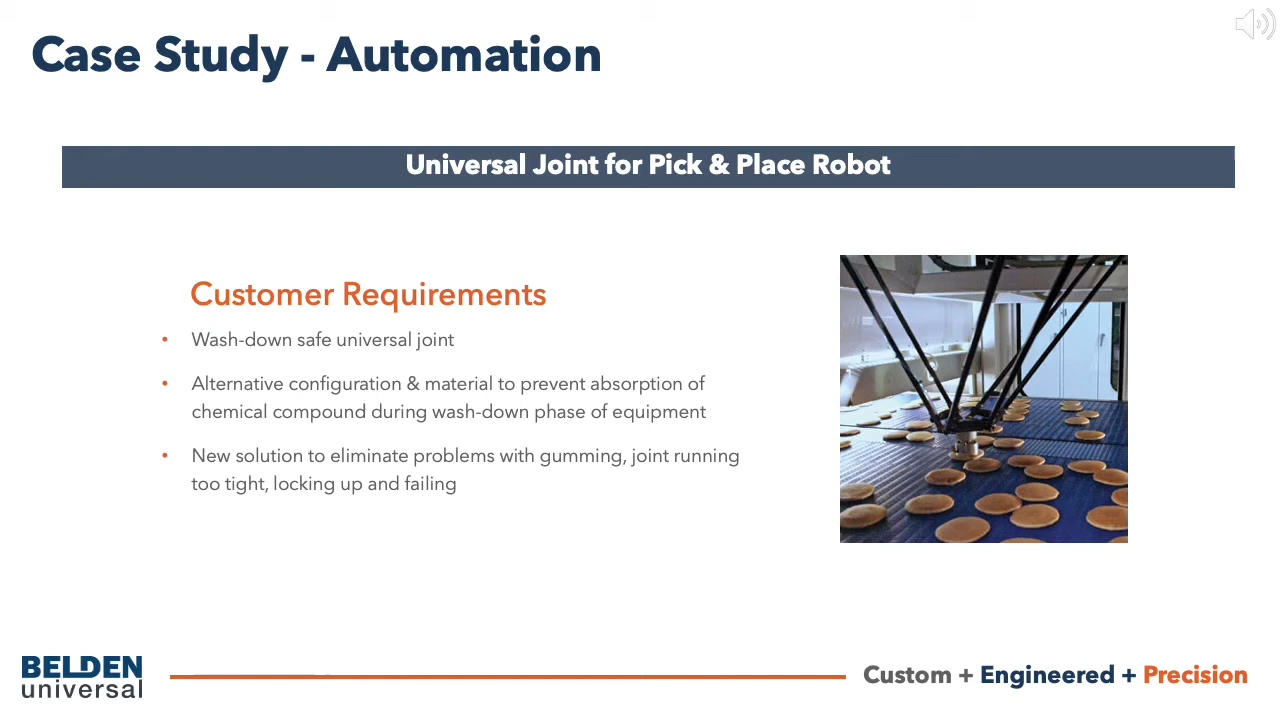 Case Study - Automation
Universal Joint for Pick & Place Robot
Customer Requirements
• Wash-down safe universal joint
• Alternative configuration & material to prevent absorption of
chemical compound during wash-down phase of equipment
• New solution to eliminate problems with gumming, joint running
too tight, locking up and failing
BELDEN
universal
Custom + Engineered + Precision